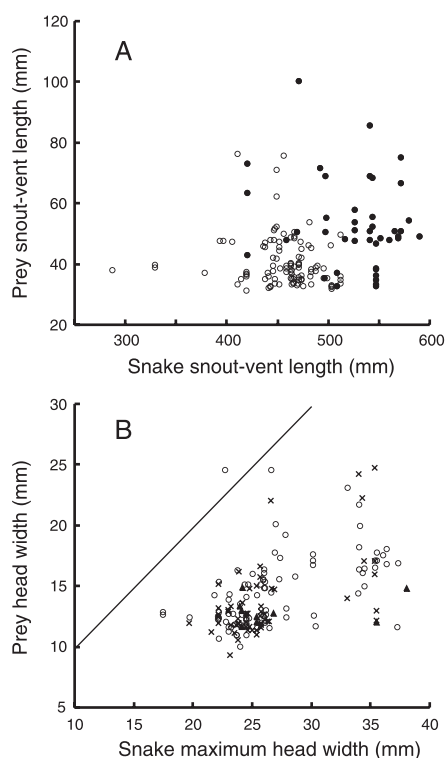 120
A
100
80
60
40
20
Prey snout-vent length (mm)
300 400 500 600
Snake snout-vent length (mm)
30
B
25
20
15
10
5
Prey head width (mm)
10 15 20 25 30 35 40
Snake maximum head width (mm)